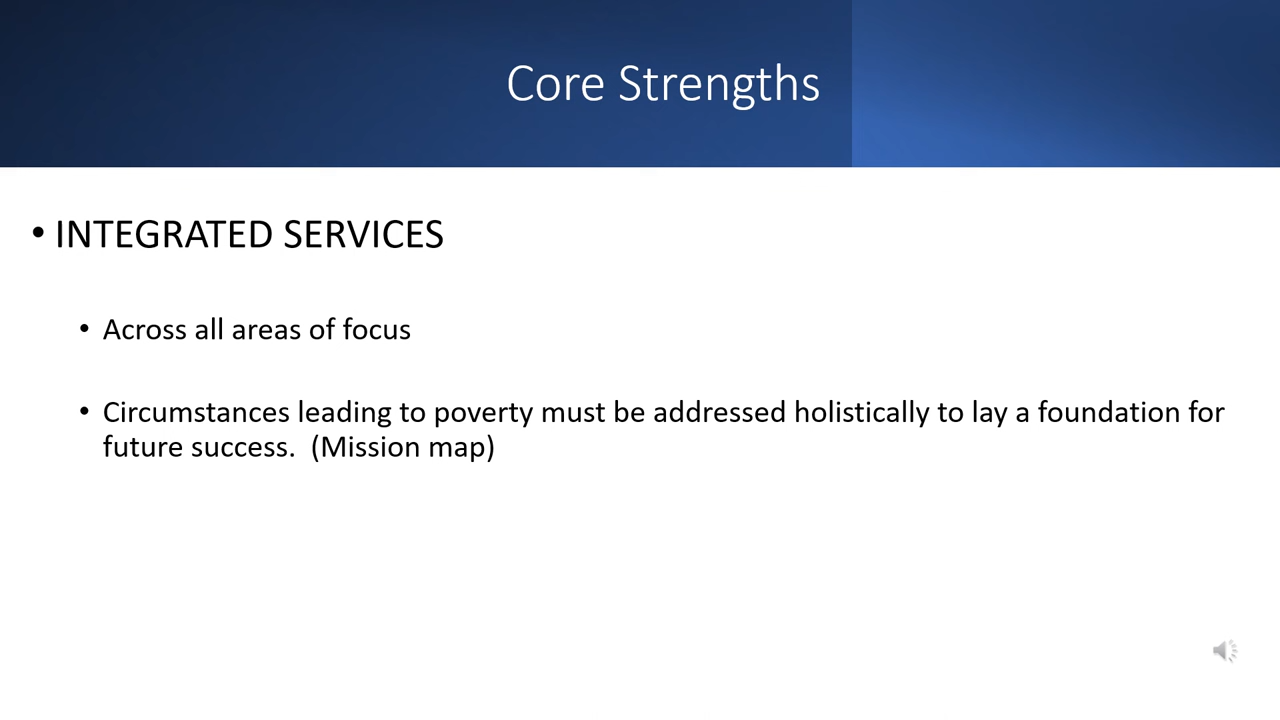 Core Strengths
• INTEGRATED SERVICES
• Across all areas of focus
• Circumstances leading to poverty must be addressed holistically to lay a foundation for
future success.  (Mission map)